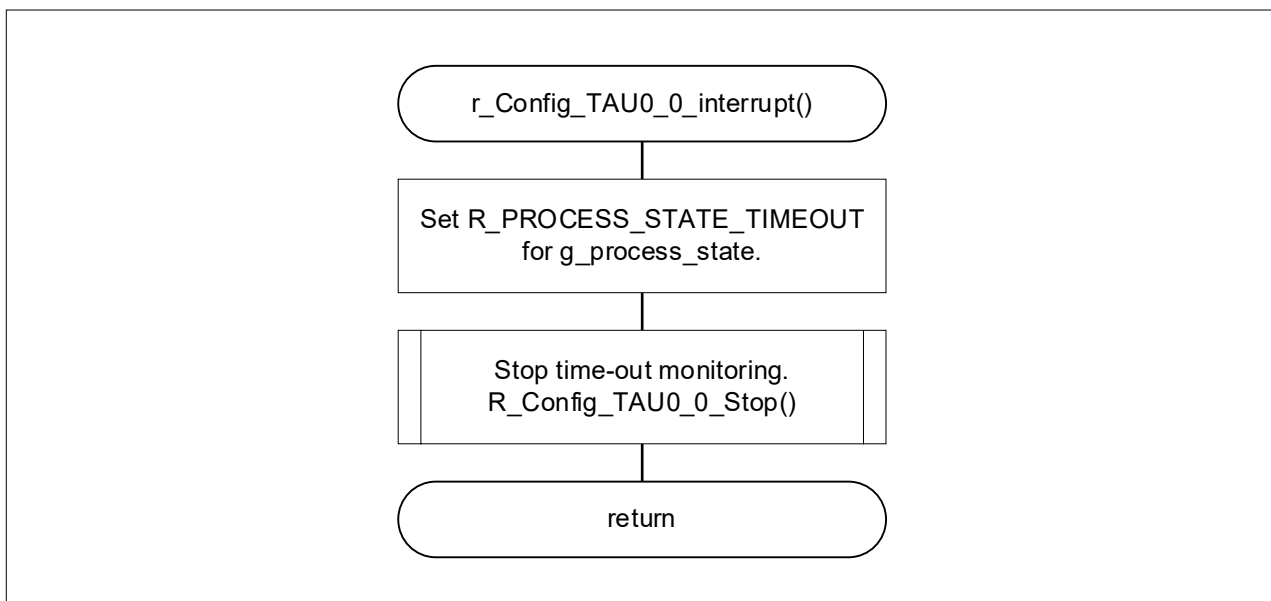 r_Config_TAU0_0_interrupt()
Set R_PROCESS_STATE_TIMEOUT
for g_process_state.
Stop time-out monitoring.
R_Config_TAU0_0_Stop()
return